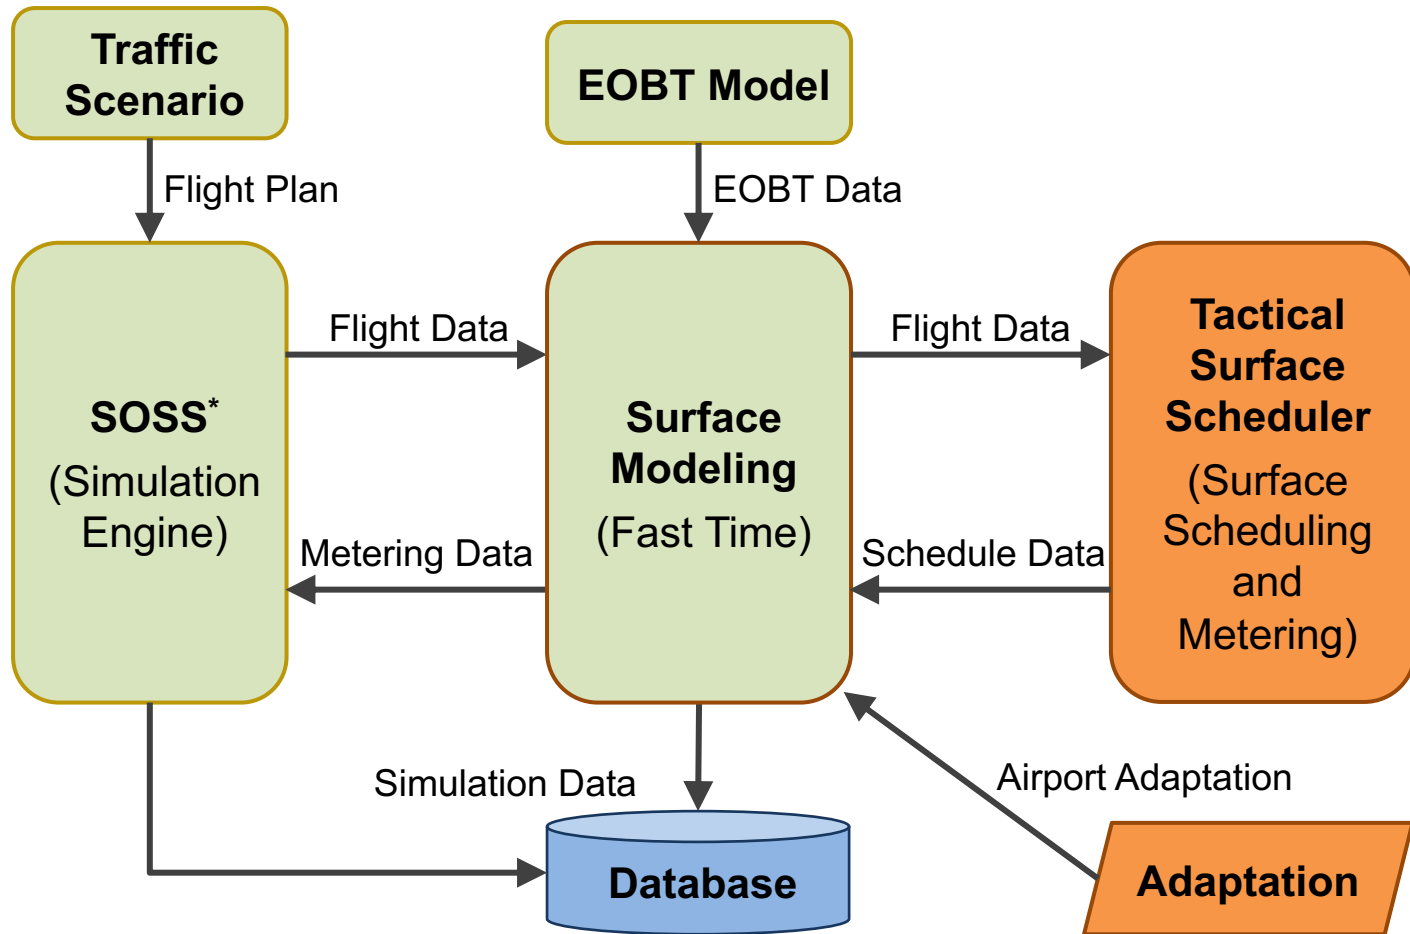 Traffic
Scenario
EOBT Model
Flight Plan
EOBT Data
SOSS*
(Simulation
Engine)
Flight Data
Metering Data
Surface
Modeling
(Fast Time)
Flight Data
Schedule Data
Tactical
Surface
Scheduler
(Surface
Scheduling
and
Metering)
Simulation Data
Airport Adaptation
Database
Adaptation